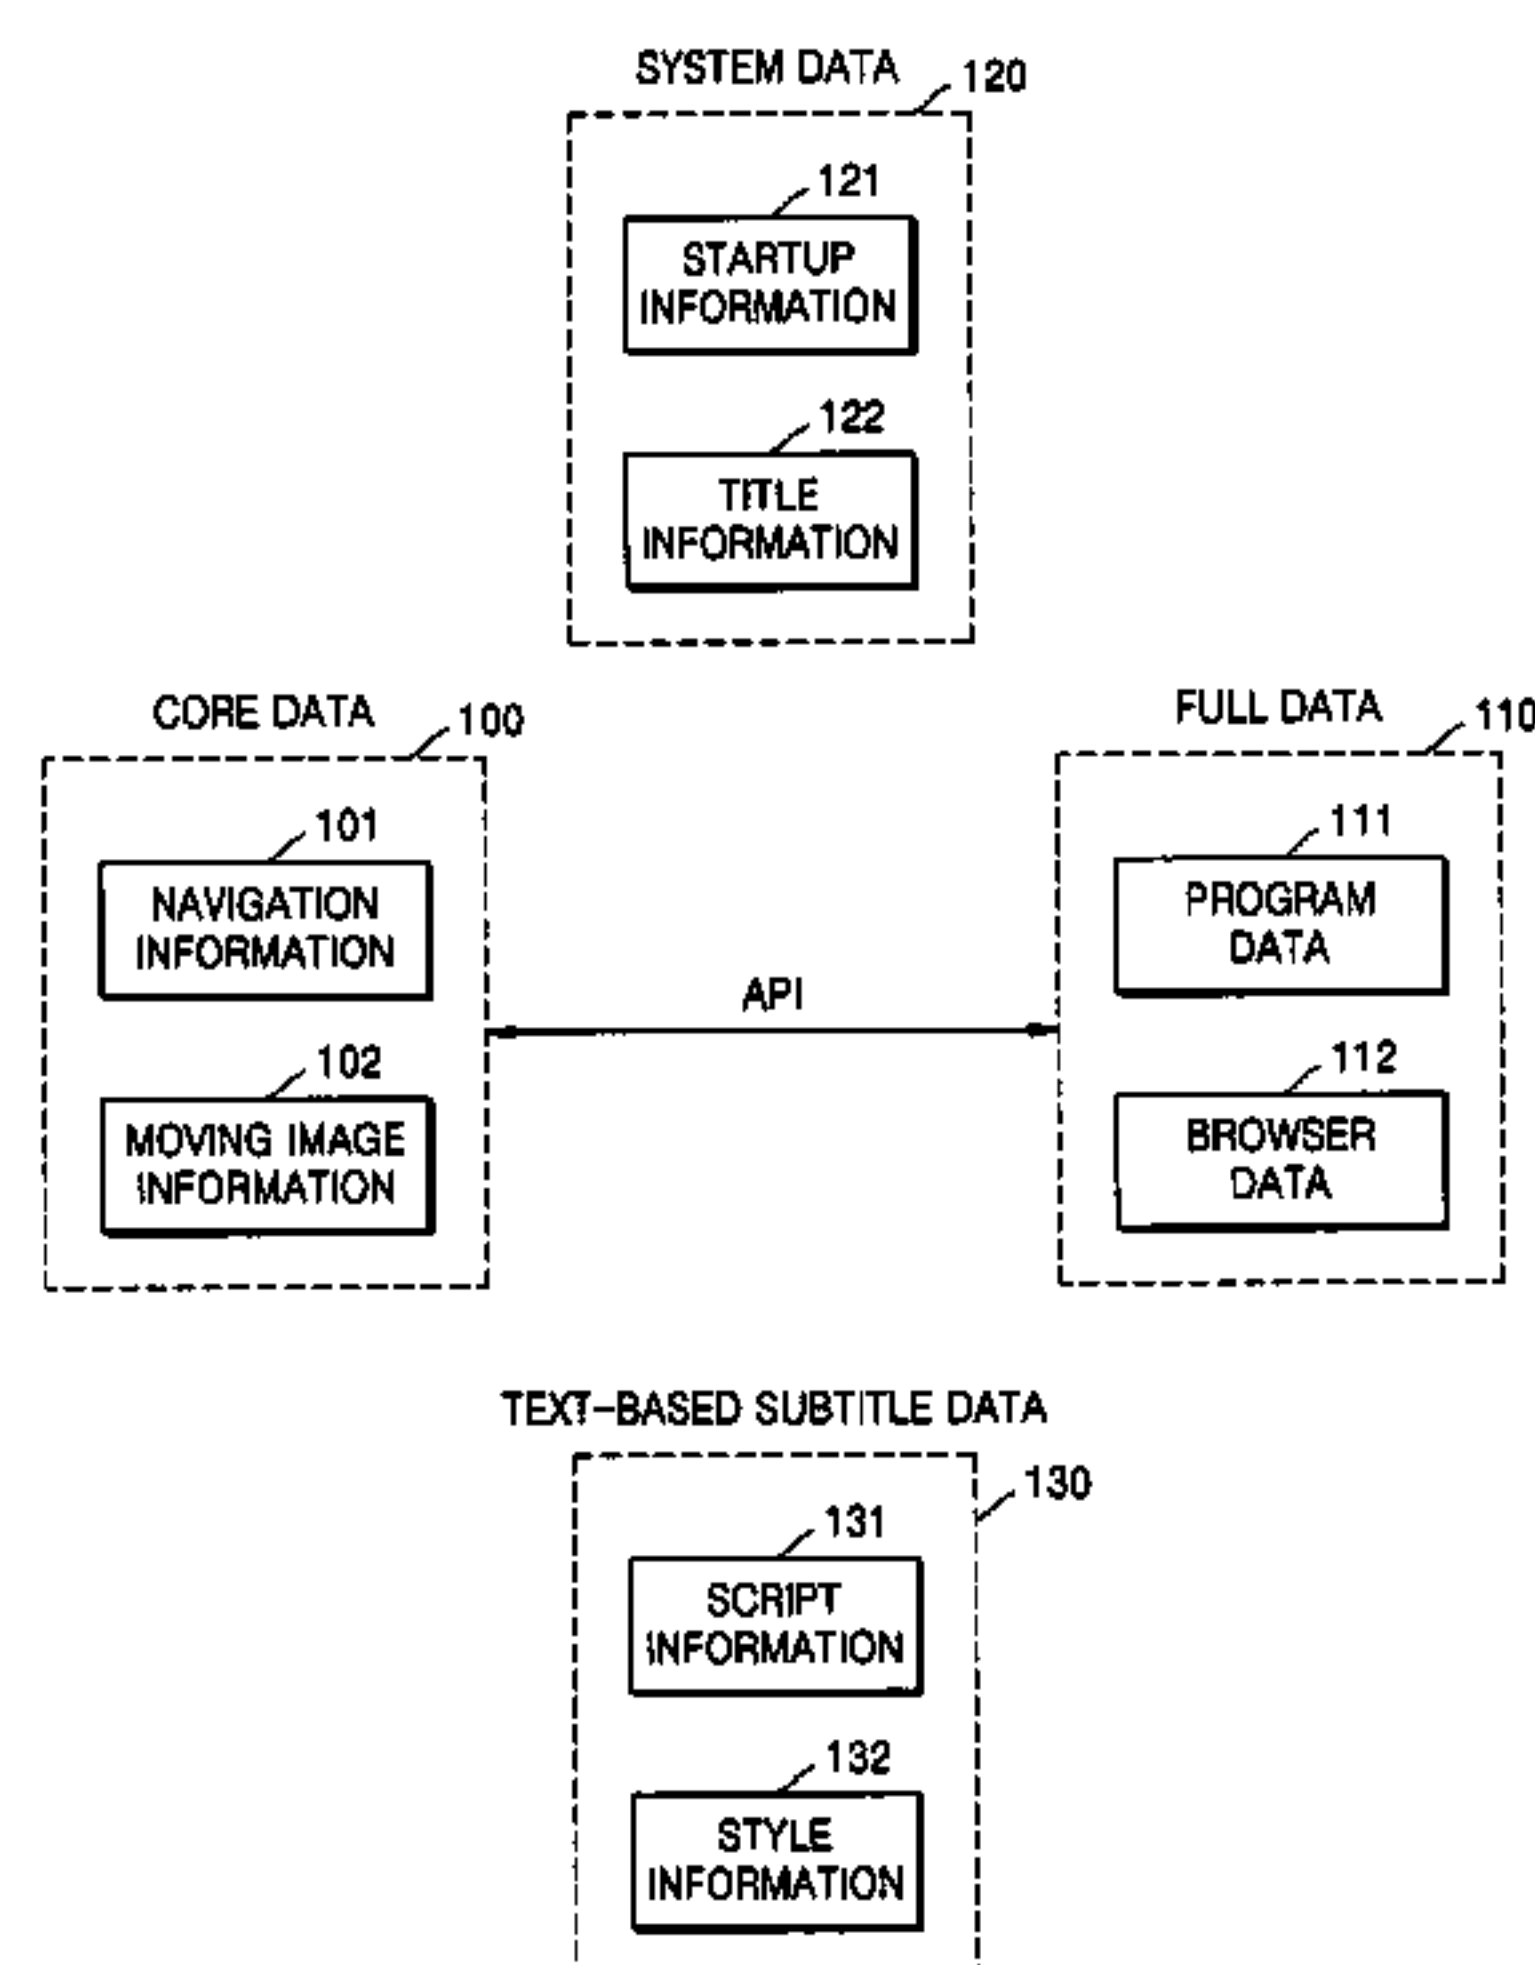 SYSTEM DATA
120
121
STARTUP
INFORMATION
122
TITLE
INFORMATION
CORE DATA
100
101
NAVIGATION
INFORMATION
102
MOVING IMAGE
INFORMATION
API
FULL DATA
110
111
PROGRAM
DATA
112
BROWSER
DATA
TEXT-BASED SUBTITLE DATA
130
131
SCRIPT
INFORMATION
132
STYLE
INFORMATION